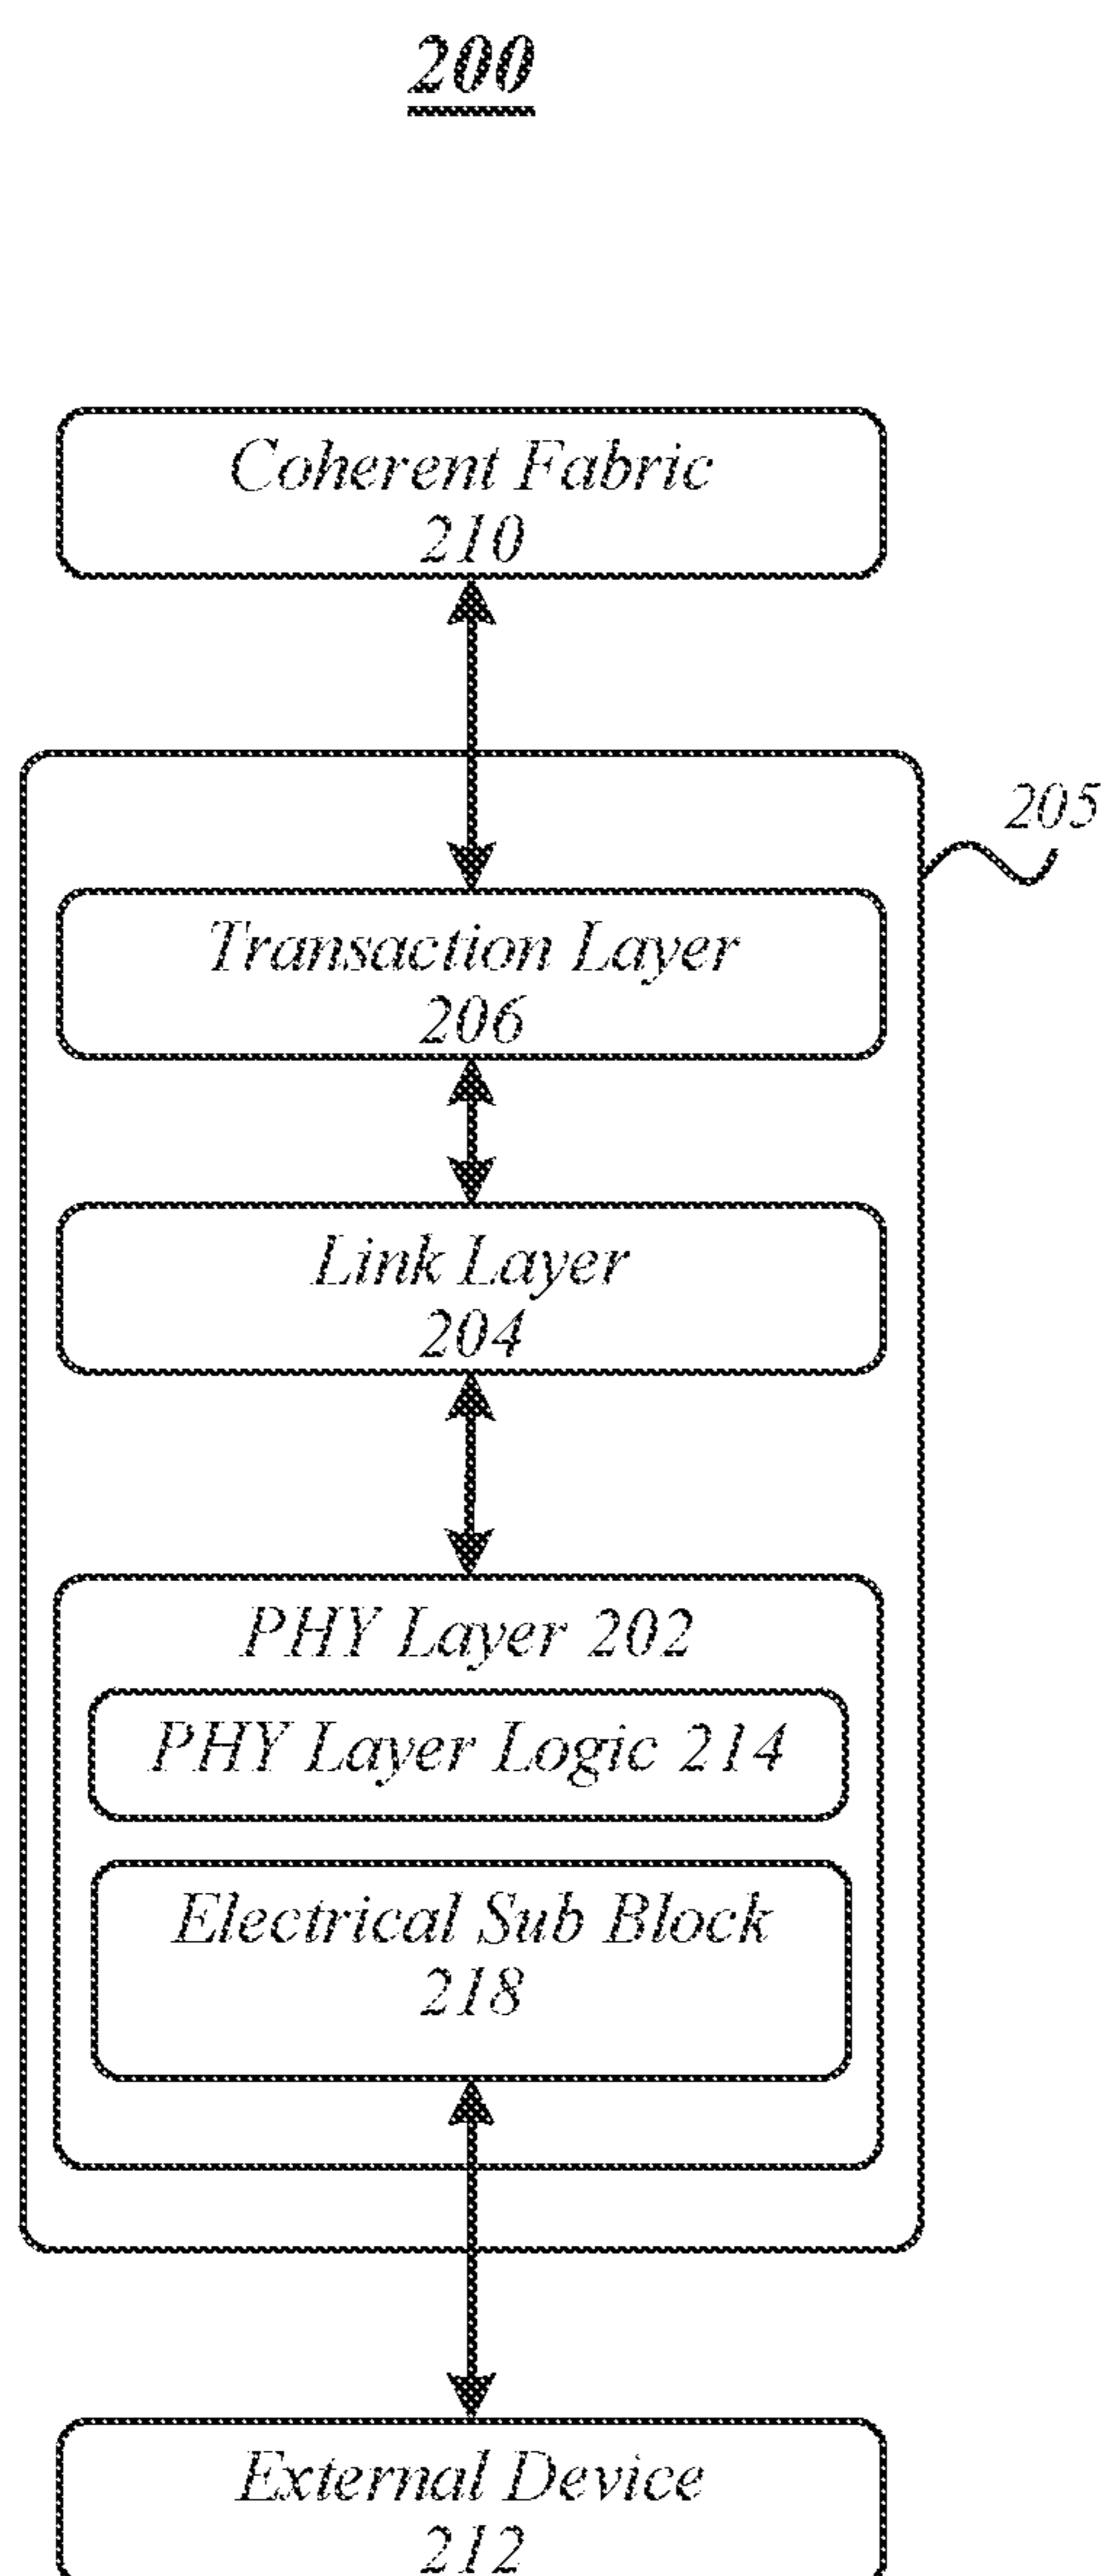 200
Coherent Fabric
210
205
Transaction Layer
206
Link Layer
204
PHY Layer 202
PHY Layer Logic 214
Electrical Sub Block
218
External Device
212